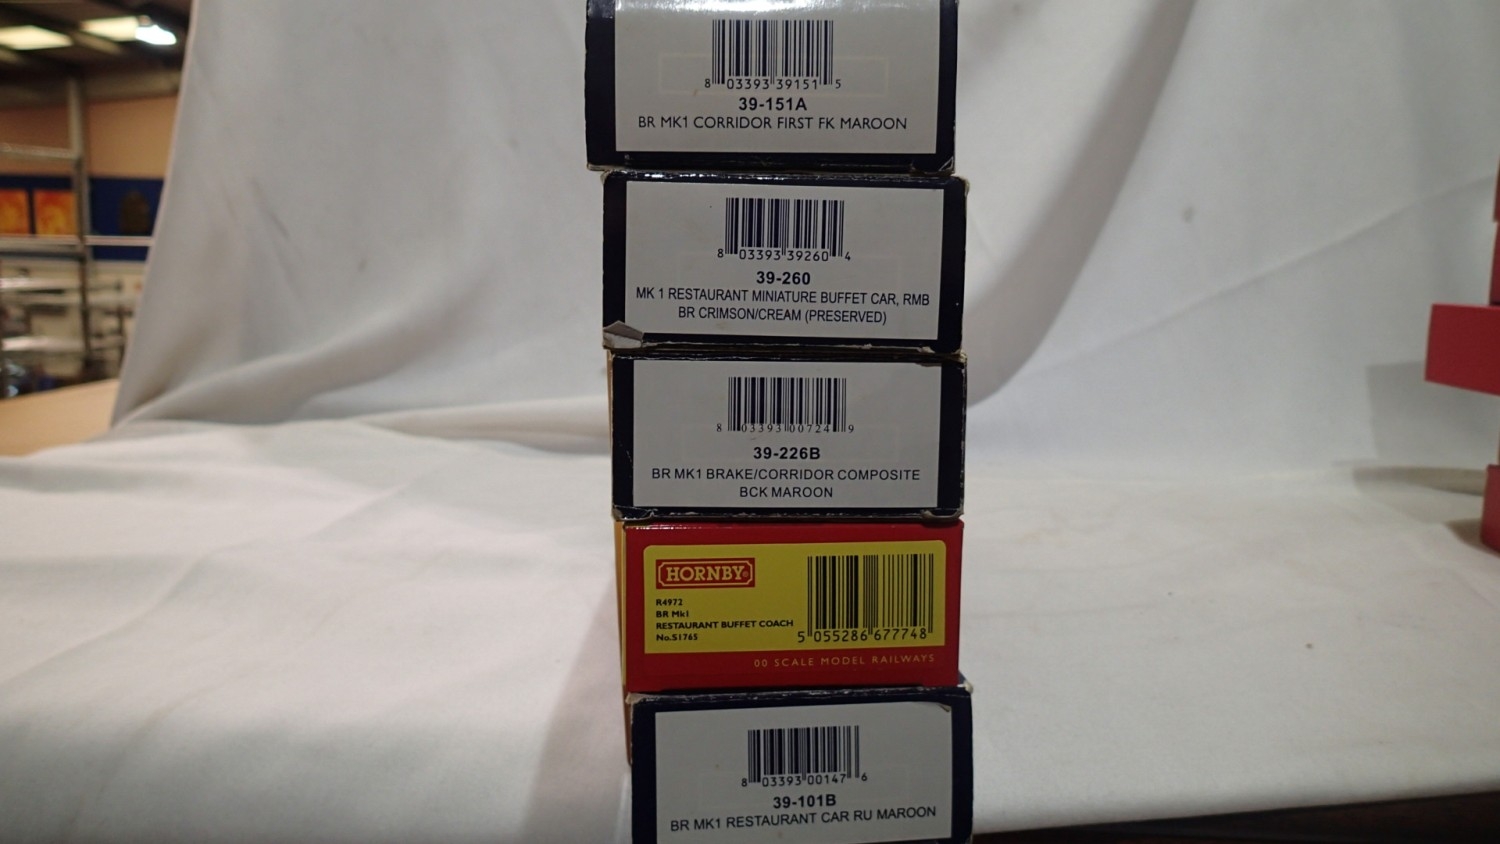 8 03393 39151 5
39-151A
BR MK1 CORRIDOR FIRST FK MAROON
8 03393 39260 4
39-260
MK 1 RESTAURANT MINIATURE BUFFET CAR, RMB
BR CRIMSON/CREAM (PRESERVED)
8 03393 00724 9
39-226B
BR MK1 BRAKE/CORRIDOR COMPOSITE
BCK MAROON
HORNBY®
R4972
BR Mk1
RESTAURANT BUFFET COACH
No.S1765
5 055286 677748
00 SCALE MODEL RAILWAYS
8 03393 00147 6
39-101B
BR MK1 RESTAURANT CAR RU MAROON